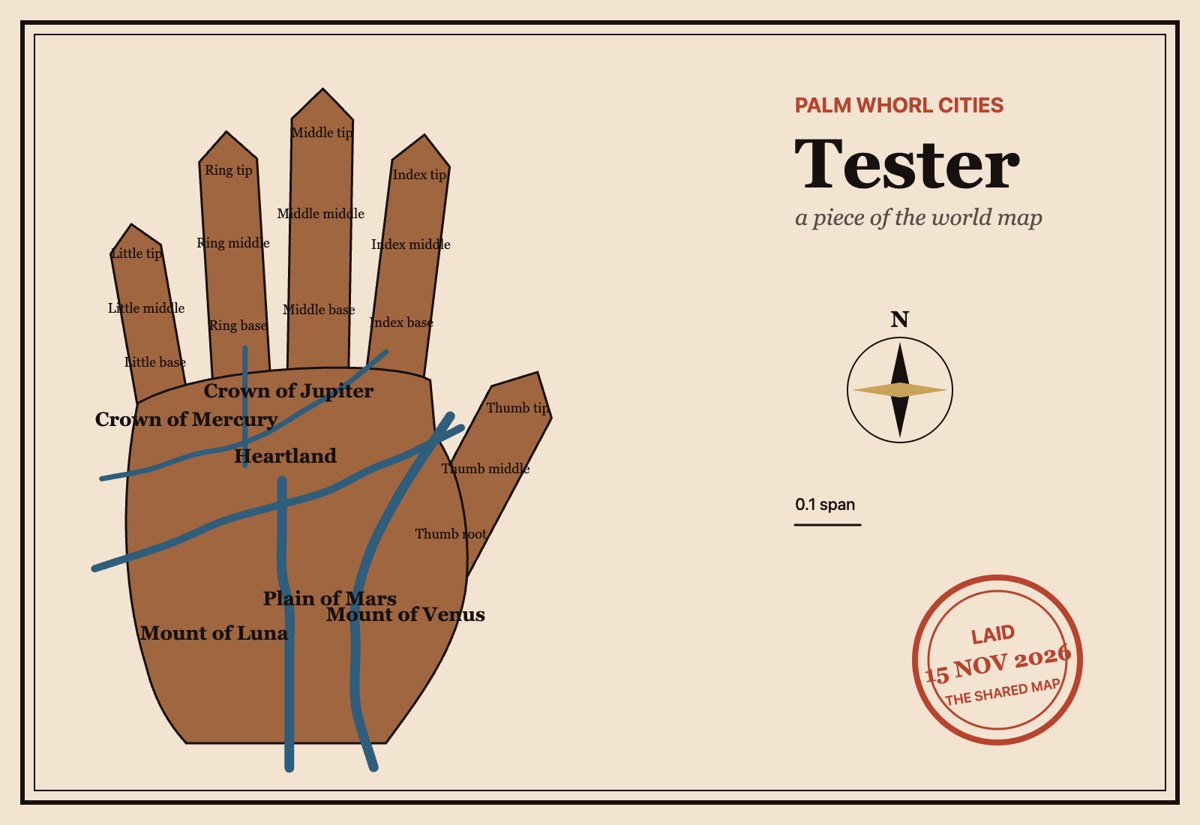 Middle tip
Ring tip
Index tip
Middle middle
Ring middle
Index middle
Little tip
Little middle
Middle base
Index base
Ring base
Little base
Crown of Jupiter
Thumb tip
Crown of Mercury
Heartland
Thumb middle
Thumb root
Plain of Mars
Mount of Venus
Mount of Luna
PALM WHORL CITIES
Tester
a piece of the world map
N
0.1 span
LAID
15 NOV 2026
THE SHARED MAP